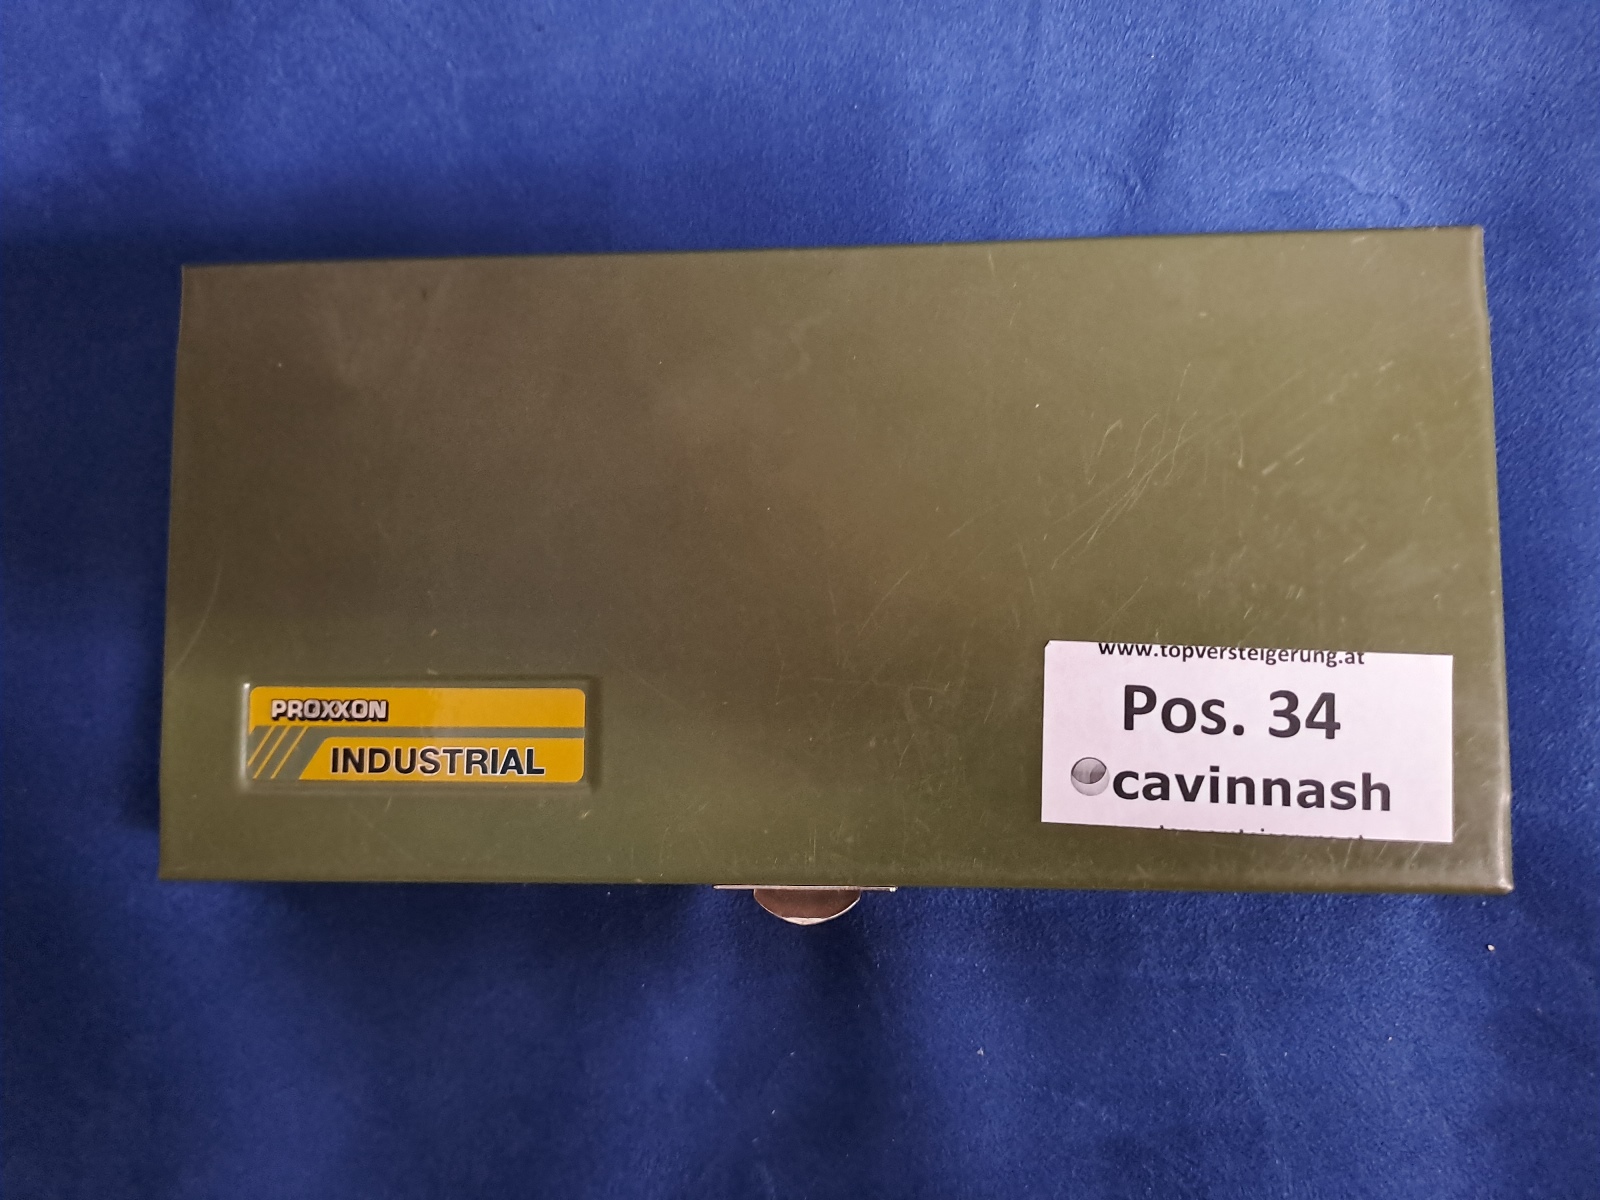 PROXXON
INDUSTRIAL
www.topversteigerung.at
Pos. 34
cavinnash